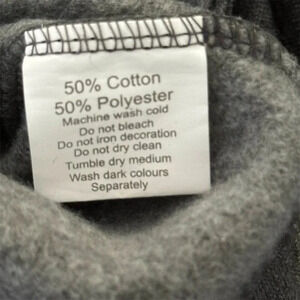 50% Cotton
50% Polyester
Machine wash cold
Do not bleach
Do not iron decoration
Do not dry clean
Tumble dry medium
Wash dark colours
Separately